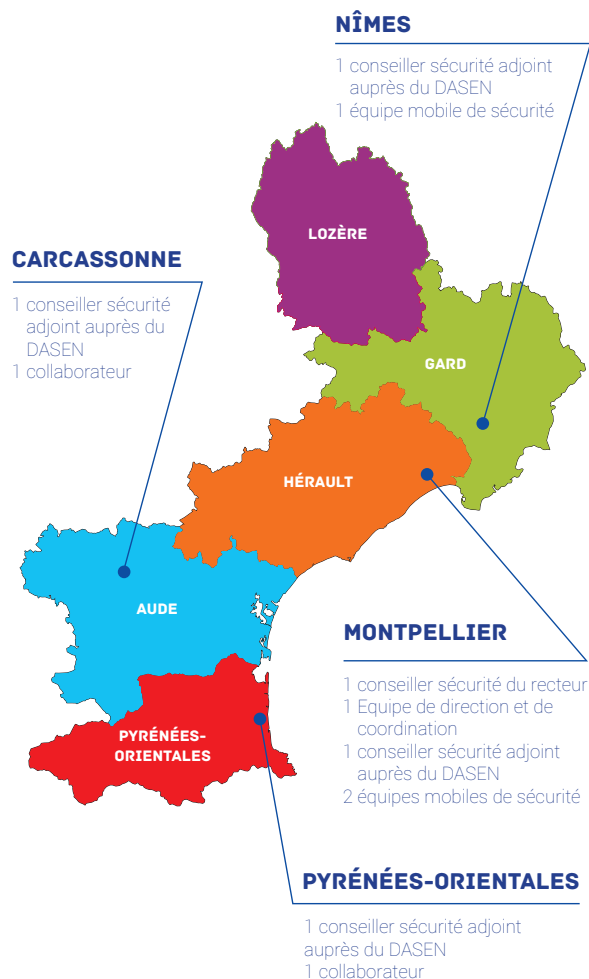 NÎMES
1 conseiller sécurité adjoint
auprès du DASEN
1 équipe mobile de sécurité
LOZÈRE
CARCASSONNE
1 conseiller sécurité
adjoint auprès du
DASEN
1 collaborateur
GARD
HÉRAULT
AUDE
MONTPELLIER
1 conseiller sécurité du recteur
1 Equipe de direction et de
coordination
1 conseiller sécurité adjoint
auprès du DASEN
2 équipes mobiles de sécurité
PYRÉNÉES-
ORIENTALES
PYRÉNÉES-ORIENTALES
1 conseiller sécurité adjoint
auprès du DASEN
1 collaborateur